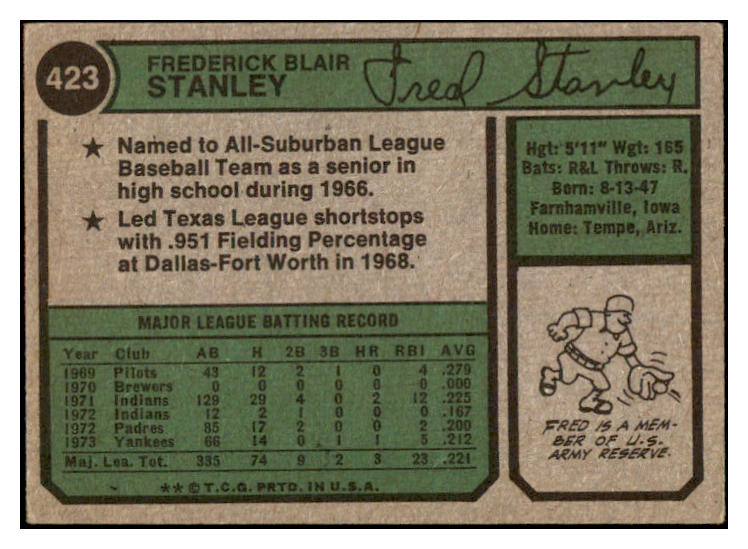 423
FREDERICK BLAIR
STANLEY
Fred Stanley
★ Named to All-Suburban League
Baseball Team as a senior in
high school during 1966.
★ Led Texas League shortstops
with .951 Fielding Percentage
at Dallas-Fort Worth in 1968.
Hgt: 5'11" Wgt: 165
Bats: R&L Throws: R.
Born: 8-13-47
Farnhamville, Iowa
Home: Tempe, Ariz.
MAJOR LEAGUE BATTING RECORD
Year Club AB H 2B 3B HR RBI AVG
1969 Pilots 43 12 2 1 0 4 .279
1970 Brewers 0 0 0 0 0 0 .000
1971 Indians 129 29 4 0 2 12 .225
1972 Indians 12 2 1 0 0 0 .167
1972 Padres 85 17 2 0 0 2 .200
1973 Yankees 66 14 0 1 1 5 .212
Maj. Lea. Tot. 335 74 9 2 3 23 .221
★★ © T.C.G. PRTD. IN U.S.A.
FRED IS A MEM-
BER OF U.S.
ARMY RESERVE.